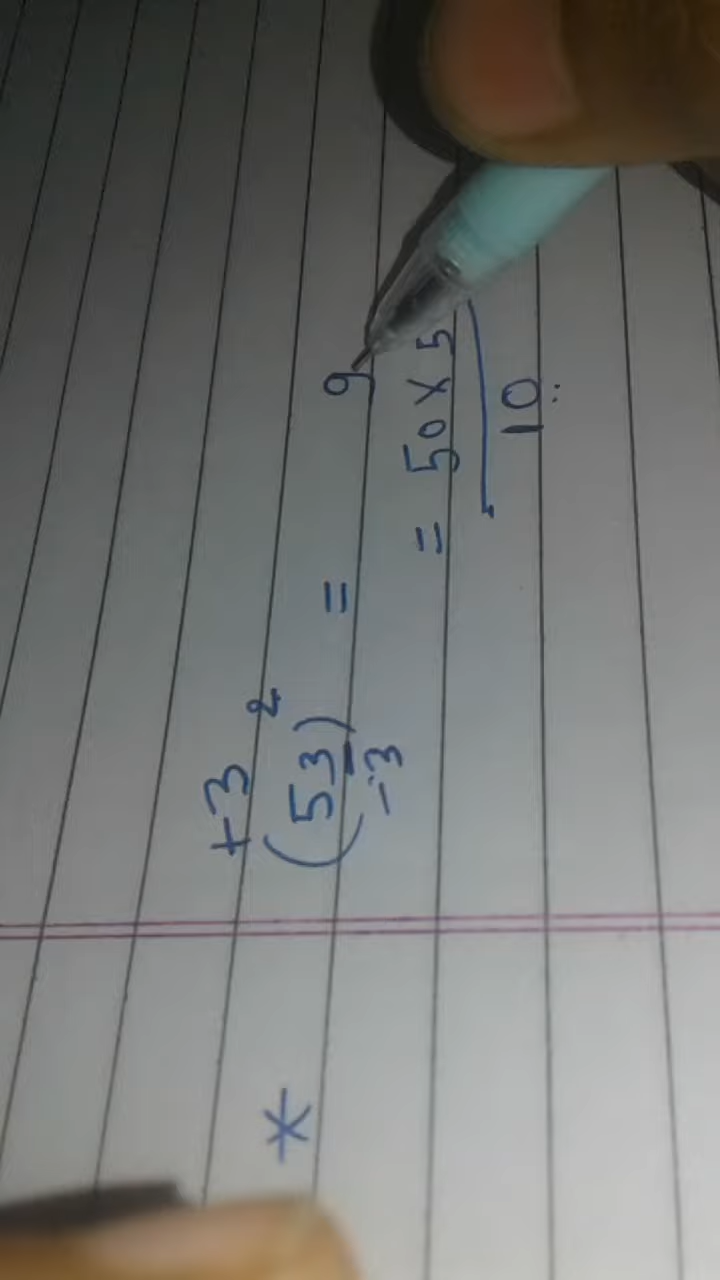 +3
* (53)² = 9
-3
= 50 × 5
10